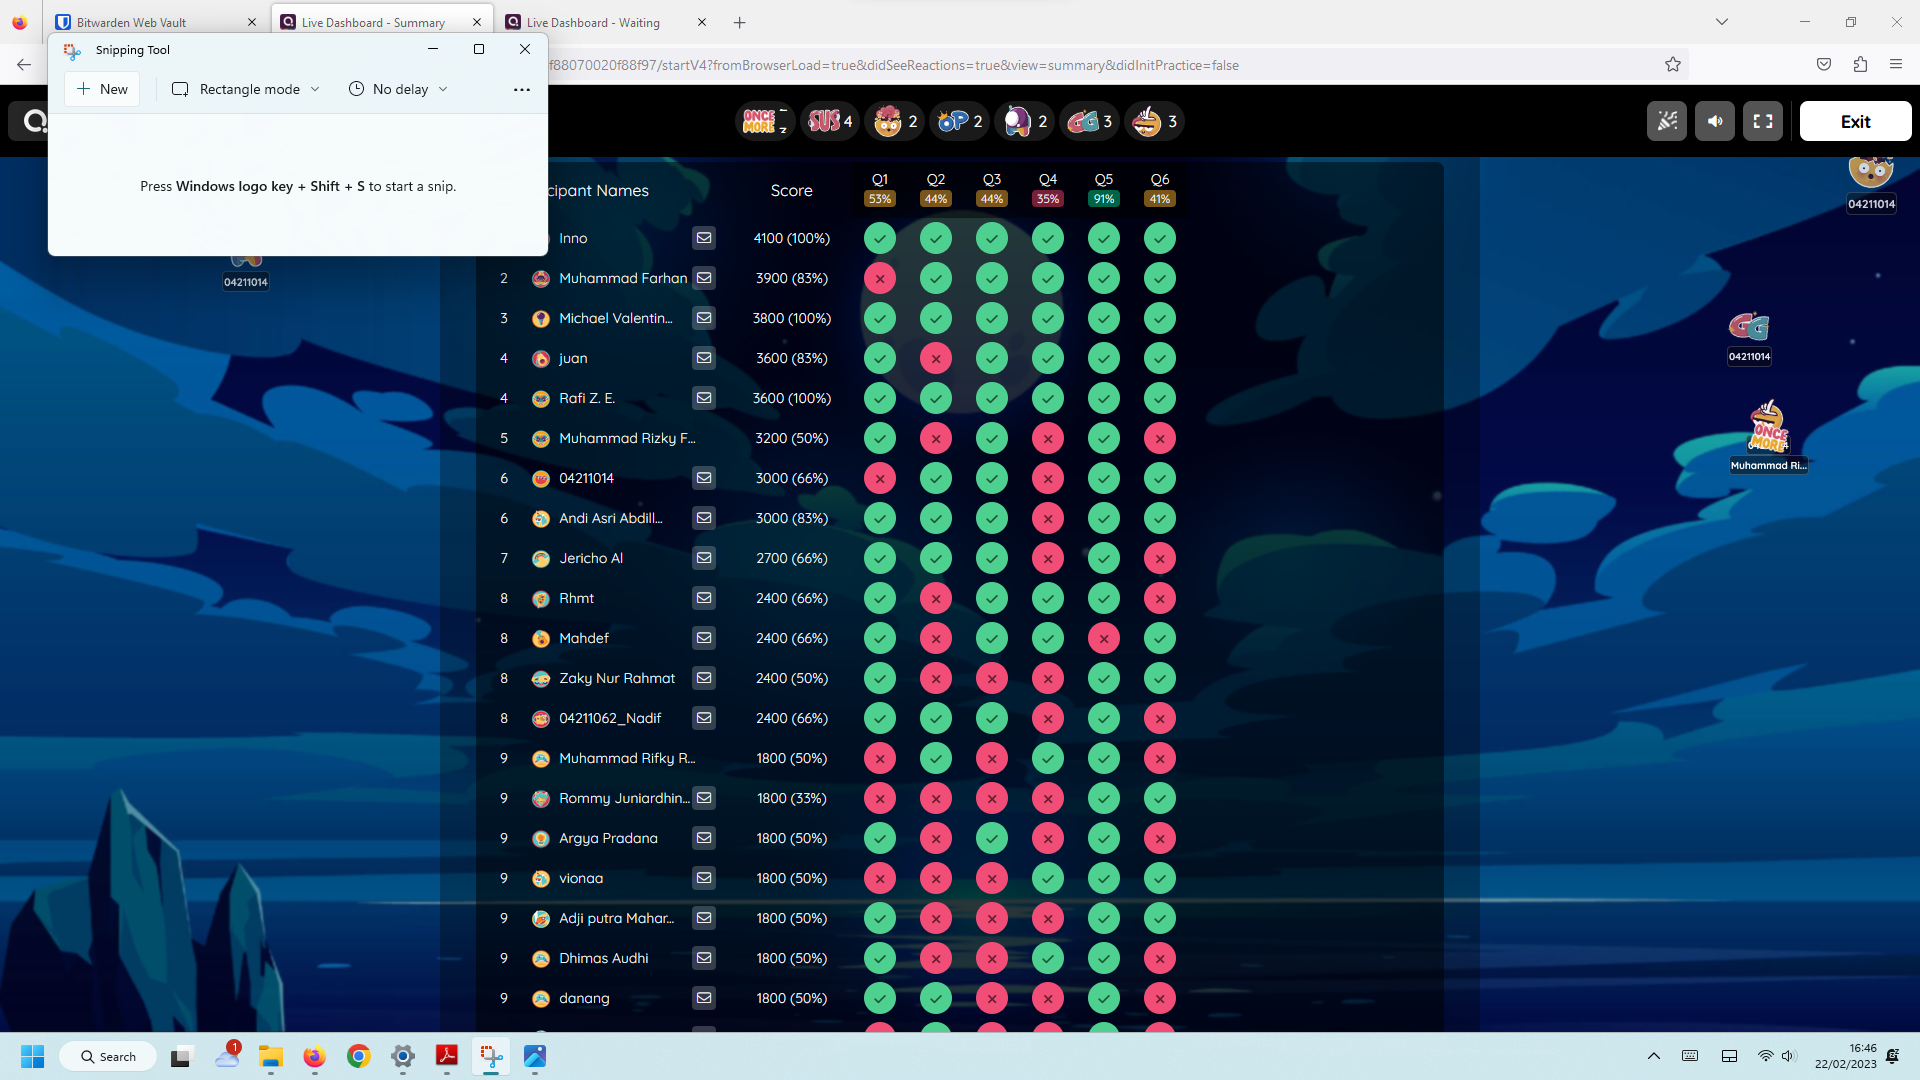 Bitwarden Web Vault
Live Dashboard - Summary
Live Dashboard - Waiting
Snipping Tool
New
Rectangle mode
No delay
Press Windows logo key + Shift + S to start a snip.
f88070020f88f97/startV4?fromBrowserLoad=true&didSeeReactions=true&view=summary&didInitPractice=false
ONCE MORE
SUS 4
2
OP 2
2
GG 3
3
Exit
cipant Names Score Q1 Q2 Q3 Q4 Q5 Q6
53% 44% 44% 35% 91% 41%
Inno 4100 (100%)
2 Muhammad Farhan 3900 (83%)
3 Michael Valentin... 3800 (100%)
4 juan 3600 (83%)
4 Rafi Z. E. 3600 (100%)
5 Muhammad Rizky F... 3200 (50%)
6 04211014 3000 (66%)
6 Andi Asri Abdill... 3000 (83%)
7 Jericho Al 2700 (66%)
8 Rhmt 2400 (66%)
8 Mahdef 2400 (66%)
8 Zaky Nur Rahmat 2400 (50%)
8 04211062_Nadif 2400 (66%)
9 Muhammad Rifky R... 1800 (50%)
9 Rommy Juniardhin... 1800 (33%)
9 Argya Pradana 1800 (50%)
9 vionaa 1800 (50%)
9 Adji putra Mahar... 1800 (50%)
9 Dhimas Audhi 1800 (50%)
9 danang 1800 (50%)
04211014
04211014
GG
04211014
ONCE MORE
Muhammad Ri...
Search
1
16:46
22/02/2023